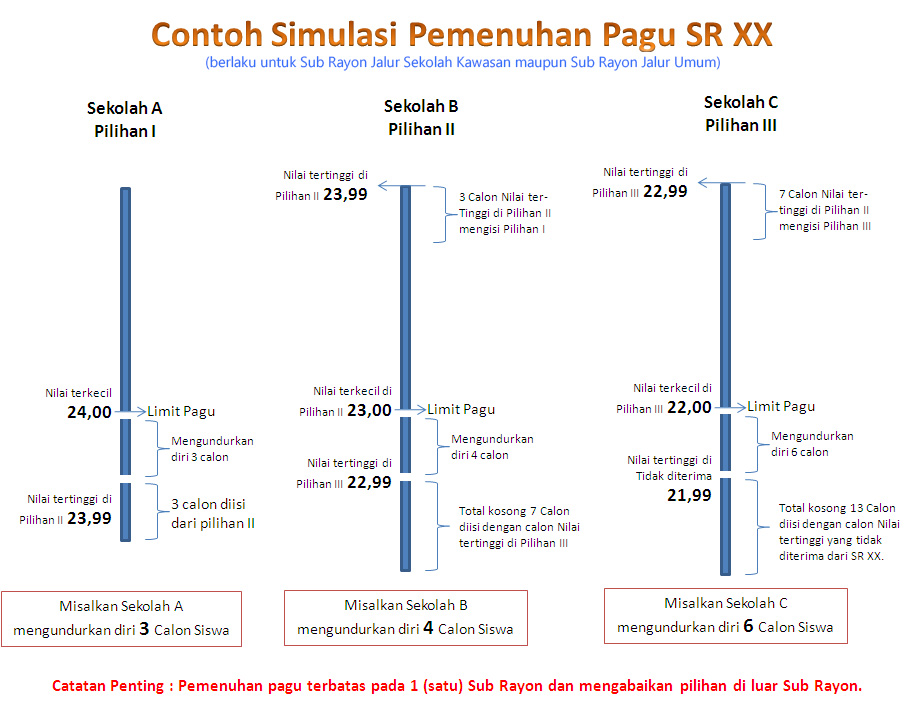 Contoh Simulasi Pemenuhan Pagu SR XX
(berlaku untuk Sub Rayon Jalur Sekolah Kawasan maupun Sub Rayon Jalur Umum)
Sekolah A
Pilihan I
Nilai terkecil
24,00
Limit Pagu
Mengundurkan
diri 3 calon
Nilai tertinggi di
Pilihan II 23,99
3 calon diisi
dari pilihan II
Misalkan Sekolah A
mengundurkan diri 3 Calon Siswa
Sekolah B
Pilihan II
Nilai tertinggi di
Pilihan II 23,99
3 Calon Nilai ter-
Tinggi di Pilihan II
mengisi Pilihan I
Nilai terkecil di
Pilihan II 23,00
Limit Pagu
Mengundurkan
diri 4 calon
Nilai tertinggi di
Pilihan III 22,99
Total kosong 7 Calon
diisi dengan calon Nilai
tertinggi di Pilihan III
Misalkan Sekolah B
mengundurkan diri 4 Calon Siswa
Sekolah C
Pilihan III
Nilai tertinggi di
Pilihan III 22,99
7 Calon Nilai ter-
tinggi di Pilihan II
mengisi Pilihan III
Nilai terkecil di
Pilihan III 22,00
Limit Pagu
Mengundurkan
diri 6 calon
Nilai tertinggi di
Tidak diterima
21,99
Total kosong 13 Calon
diisi dengan calon Nilai
tertinggi yang tidak
diterima dari SR XX.
Misalkan Sekolah C
mengundurkan diri 6 Calon Siswa
Catatan Penting : Pemenuhan pagu terbatas pada 1 (satu) Sub Rayon dan mengabaikan pilihan di luar Sub Rayon.